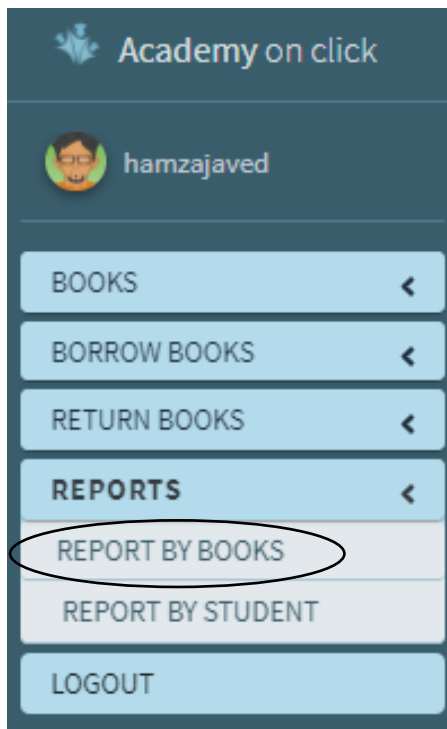 Academy on click
hamzajaved
BOOKS
BORROW BOOKS
RETURN BOOKS
REPORTS
REPORT BY BOOKS
REPORT BY STUDENT
LOGOUT